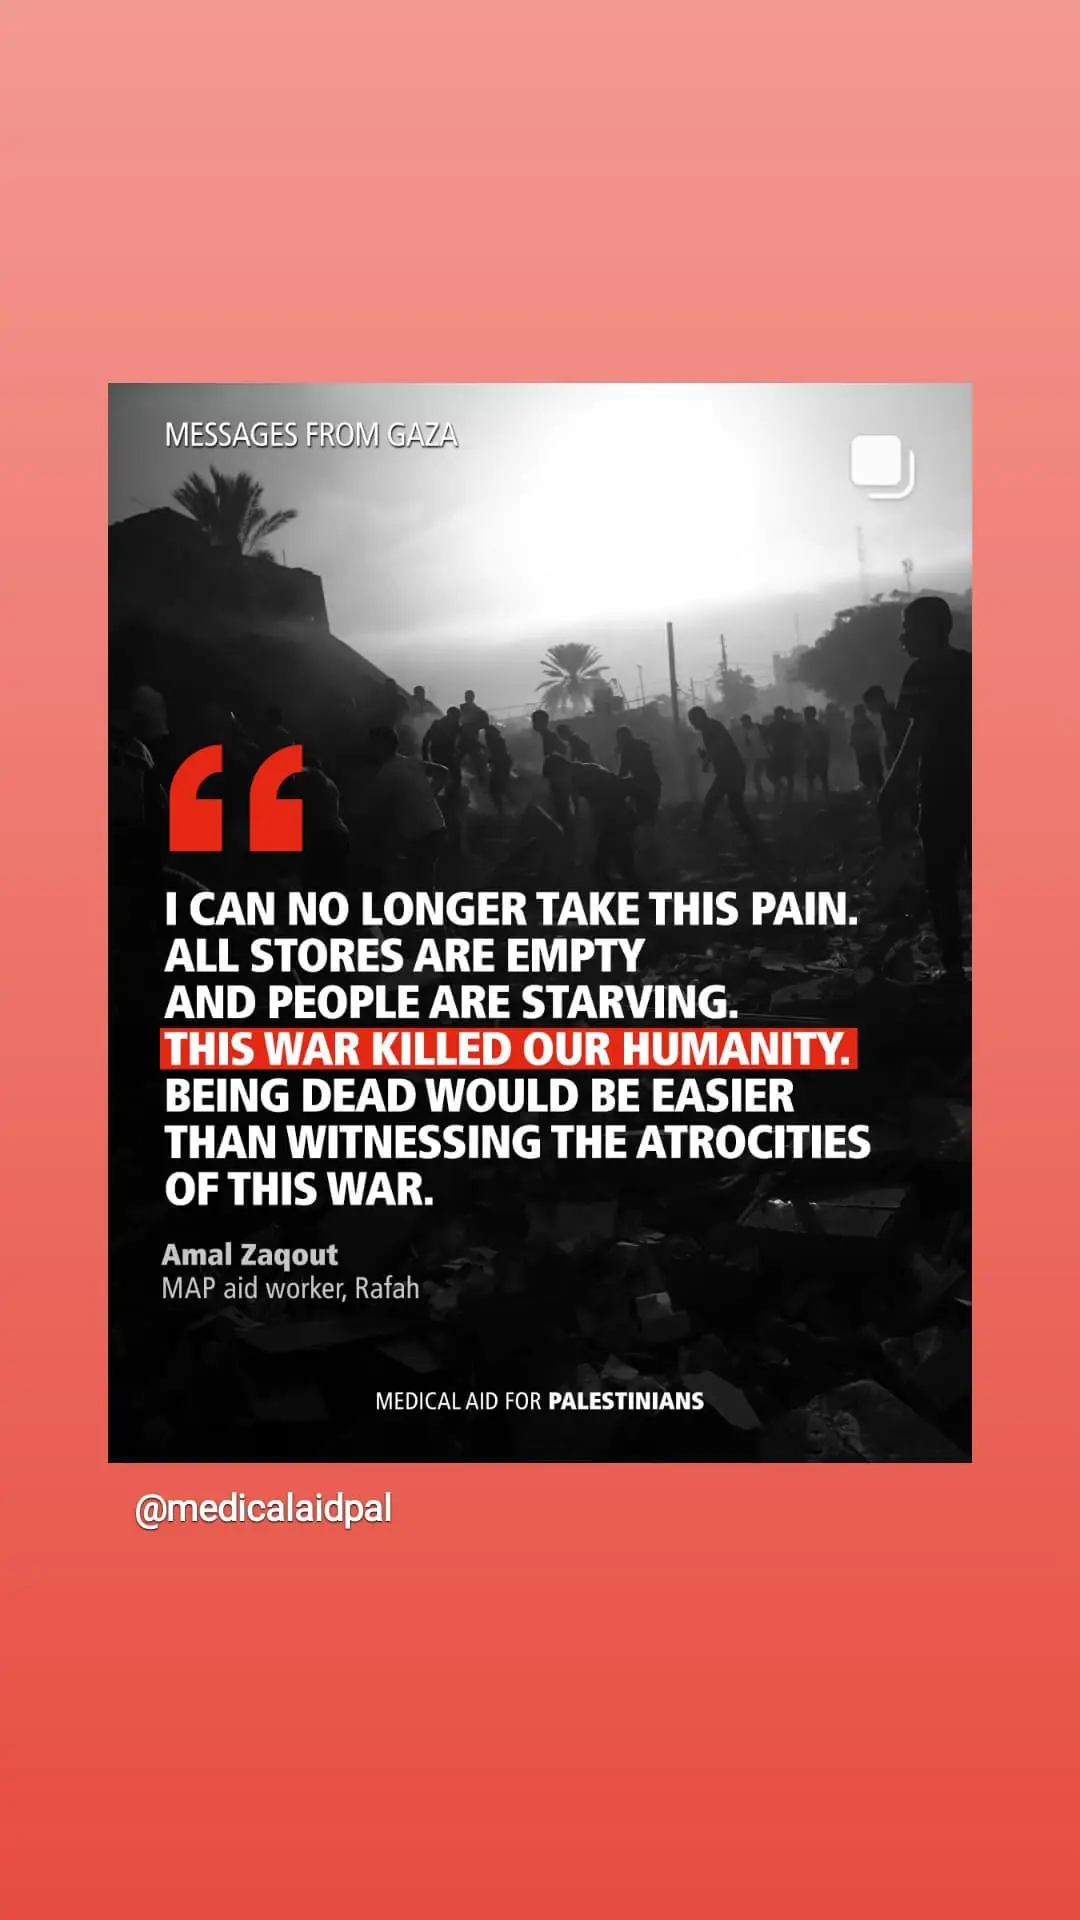 MESSAGES FROM GAZA
“
I CAN NO LONGER TAKE THIS PAIN.
ALL STORES ARE EMPTY
AND PEOPLE ARE STARVING.
THIS WAR KILLED OUR HUMANITY.
BEING DEAD WOULD BE EASIER
THAN WITNESSING THE ATROCITIES
OF THIS WAR.
Amal Zaqout
MAP aid worker, Rafah
MEDICAL AID FOR PALESTINIANS
@medicalaidpal